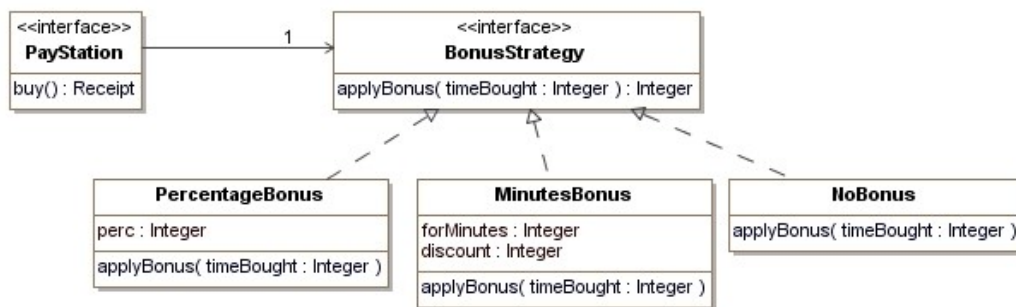 <<interface>>
PayStation
buy() : Receipt
1
<<interface>>
BonusStrategy
applyBonus( timeBought : Integer ) : Integer
PercentageBonus
perc : Integer
applyBonus( timeBought : Integer )
MinutesBonus
forMinutes : Integer
discount : Integer
applyBonus( timeBought : Integer )
NoBonus
applyBonus( timeBought : Integer )